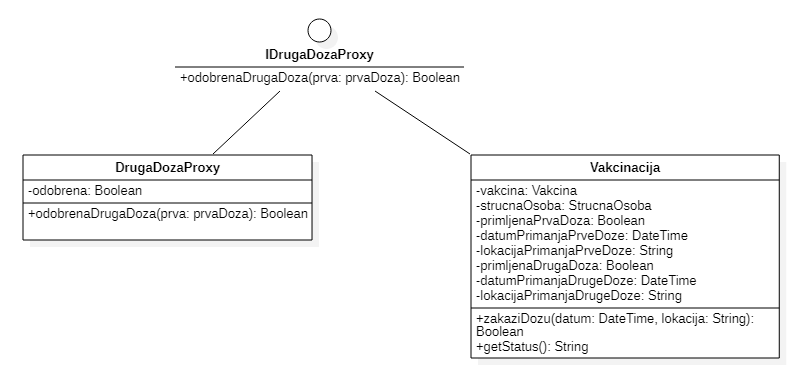 IDrugaDozaProxy
+odobrenaDrugaDoza(prva: prvaDoza): Boolean
DrugaDozaProxy
-odobrena: Boolean
+odobrenaDrugaDoza(prva: prvaDoza): Boolean
Vakcinacija
-vakcina: Vakcina
-strucnaOsoba: StrucnaOsoba
-primljenaPrvaDoza: Boolean
-datumPrimanjaPrveDoze: DateTime
-lokacijaPrimanjaPrveDoze: String
-primljenaDrugaDoza: Boolean
-datumPrimanjaDrugeDoze: DateTime
-lokacijaPrimanjaDrugeDoze: String
+zakaziDozu(datum: DateTime, lokacija: String):
Boolean
+getStatus(): String